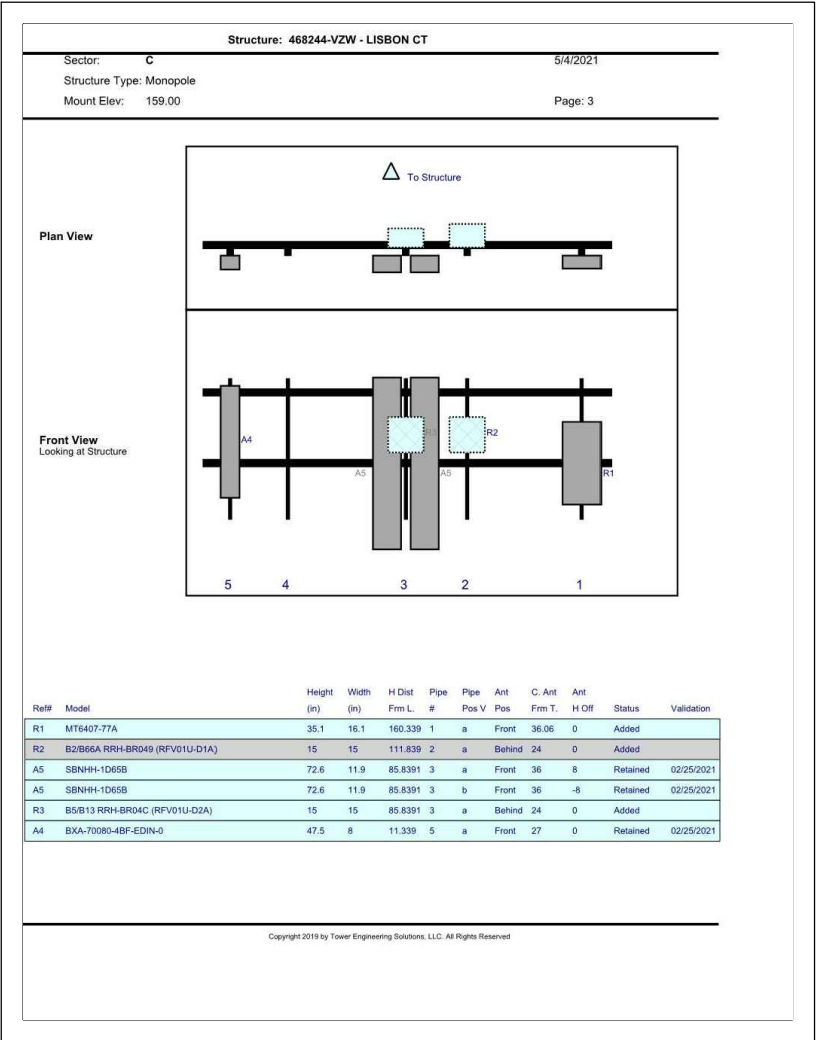 Structure: 468244-VZW - LISBON CT
Sector: C 5/4/2021
Structure Type: Monopole
Mount Elev: 159.00 Page: 3
To Structure
Plan View
Front View
Looking at Structure
A4
R3
R2
A5
A5
R1
5 4 3 2 1
Height Width H Dist Pipe Pipe Ant C. Ant Ant
Ref# Model (in) (in) Frm L. # Pos V Pos Frm T. H Off Status Validation
R1 MT6407-77A 35.1 16.1 160.339 1 a Front 36.06 0 Added
R2 B2/B66A RRH-BR049 (RFV01U-D1A) 15 15 111.839 2 a Behind 24 0 Added
A5 SBNHH-1D65B 72.6 11.9 85.8391 3 a Front 36 8 Retained 02/25/2021
A5 SBNHH-1D65B 72.6 11.9 85.8391 3 b Front 36 -8 Retained 02/25/2021
R3 B5/B13 RRH-BR04C (RFV01U-D2A) 15 15 85.8391 3 a Behind 24 0 Added
A4 BXA-70080-4BF-EDIN-0 47.5 8 11.339 5 a Front 27 0 Retained 02/25/2021
Copyright 2019 by Tower Engineering Solutions, LLC. All Rights Reserved